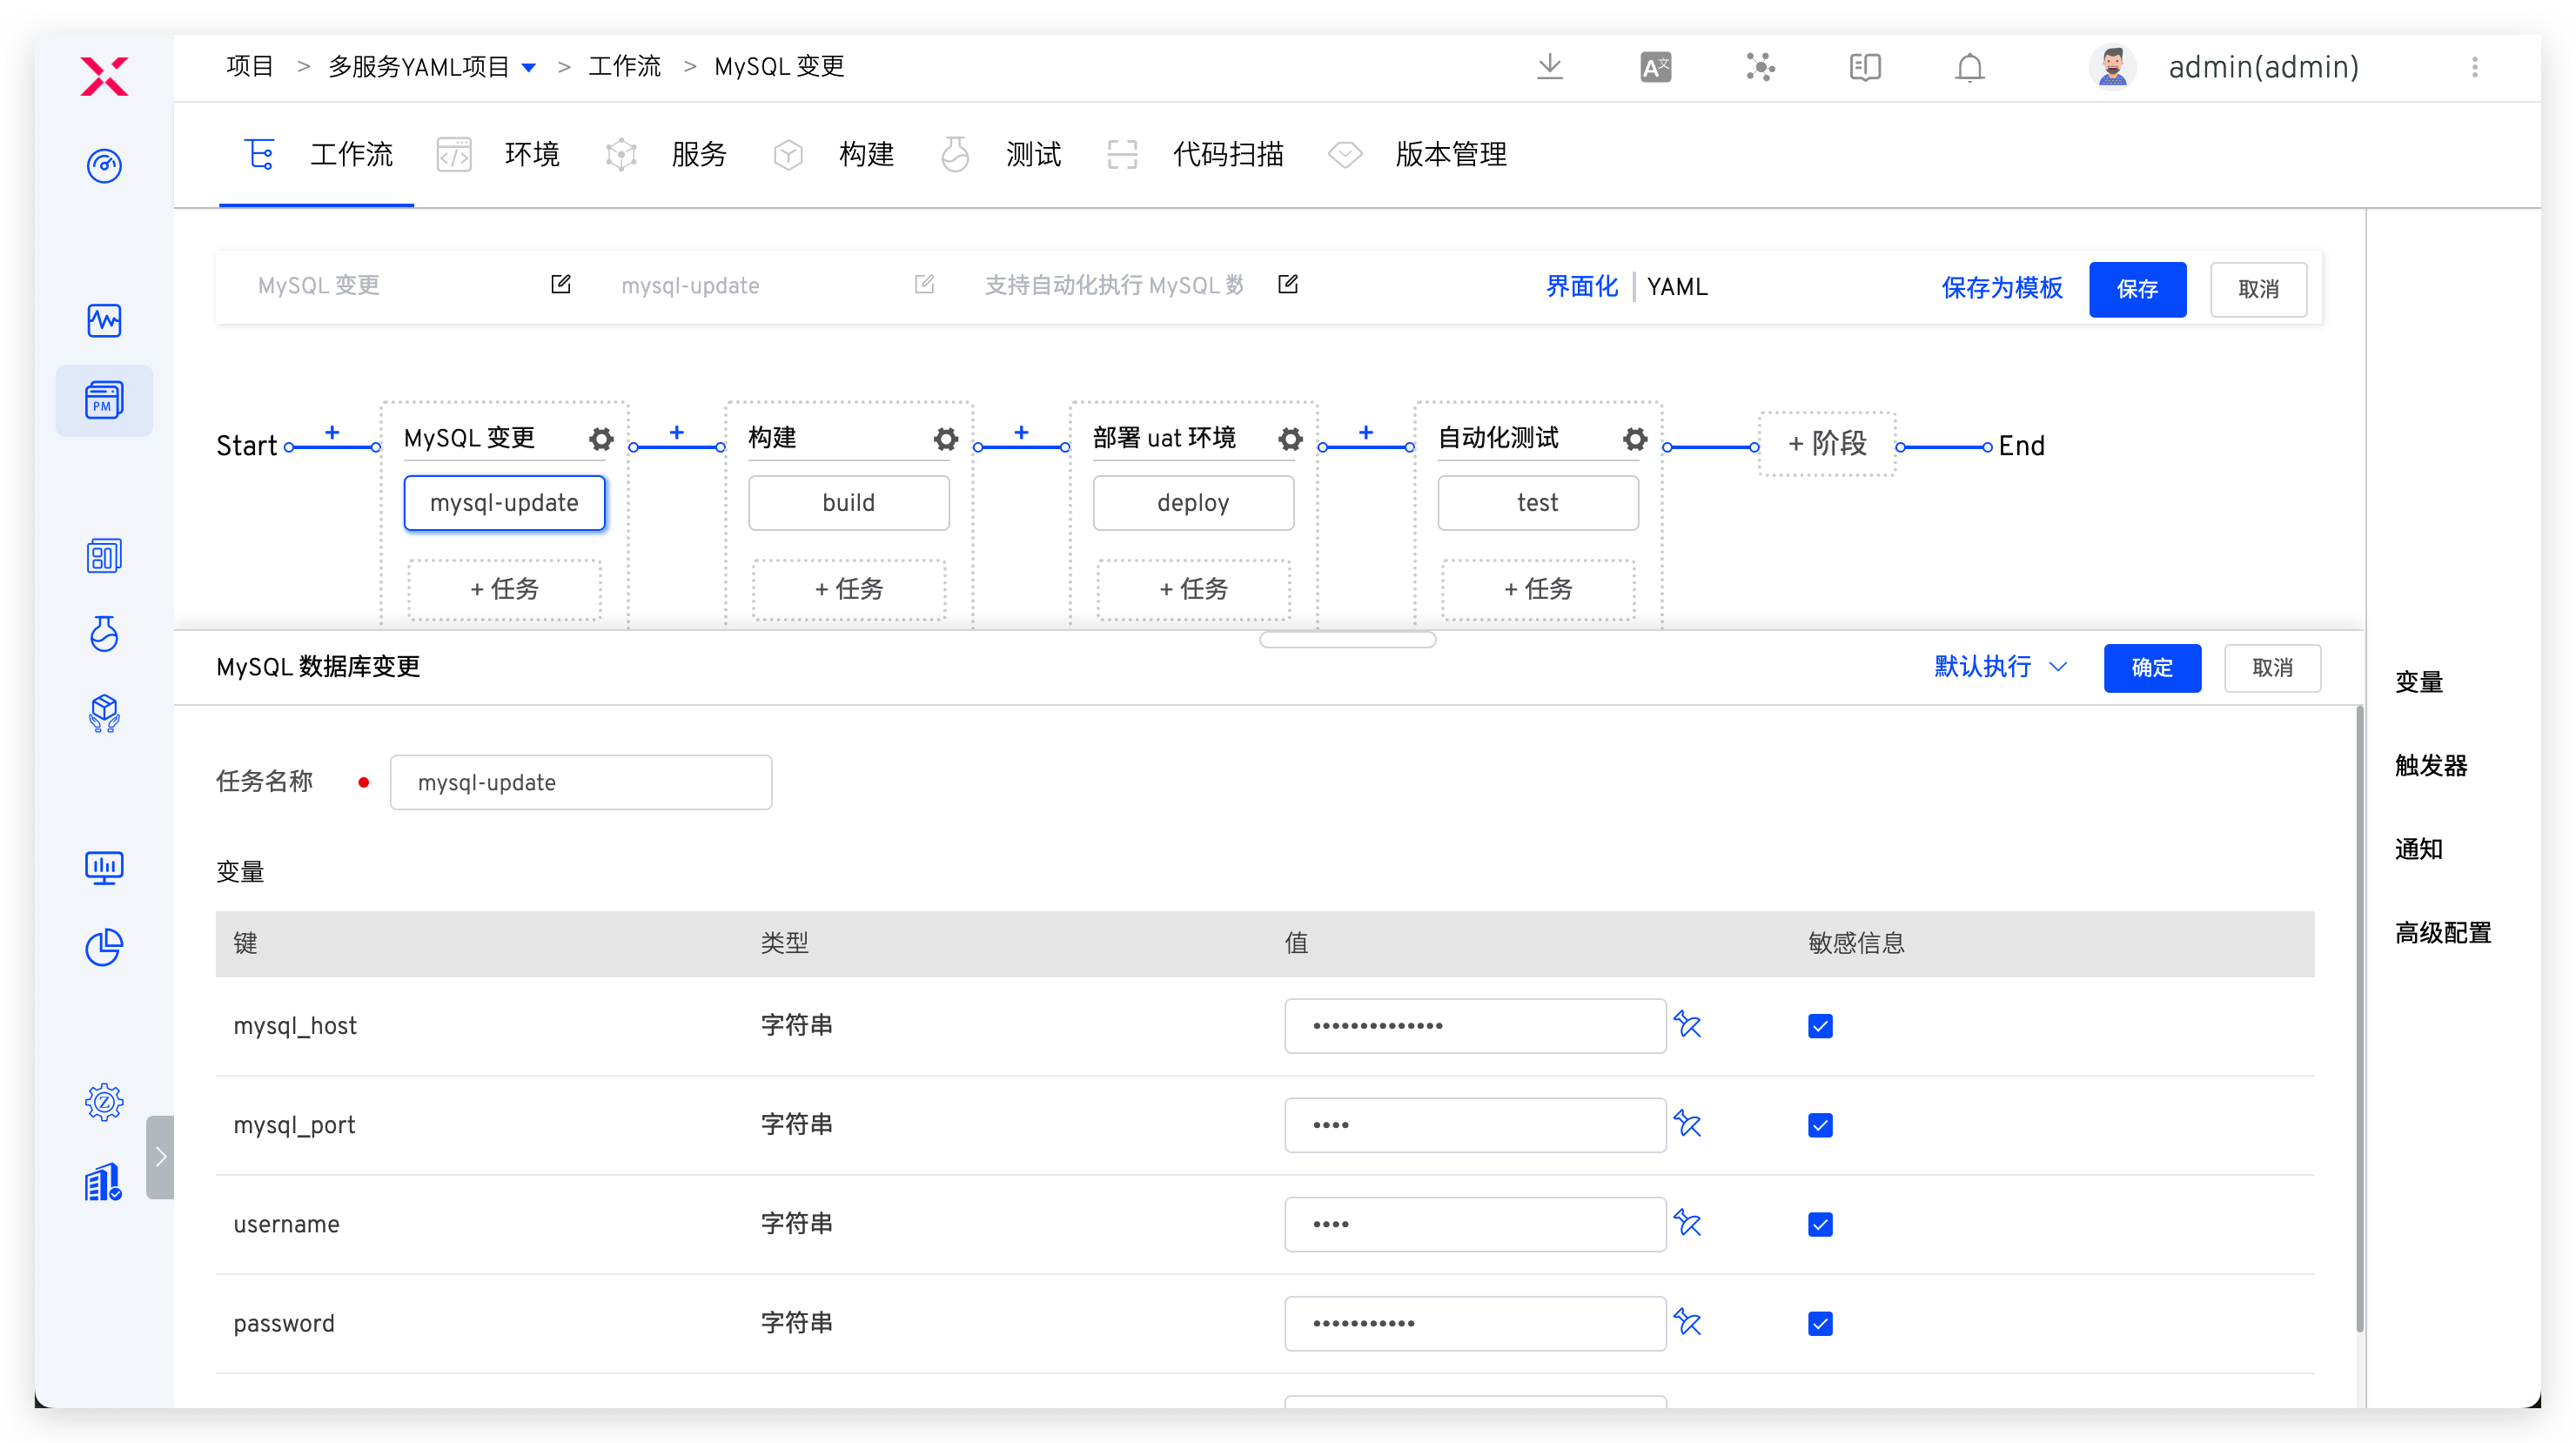 项目 > 多服务YAML项目 > 工作流 > MySQL 变更
admin(admin)
工作流 环境 服务 构建 测试 代码扫描 版本管理
MySQL 变更 mysql-update 支持自动化执行 MySQL 数 界面化 YAML 保存为模板 保存 取消
PM
Start + MySQL 变更 + 构建 + 部署 uat 环境 + 自动化测试 + 阶段 End
mysql-update build deploy test
+ 任务 + 任务 + 任务 + 任务
MySQL 数据库变更 默认执行 确定 取消
变量
触发器
通知
高级配置
任务名称 mysql-update
变量
键 类型 值 敏感信息
mysql_host 字符串 ••••••••••••••
mysql_port 字符串 ••••
username 字符串 ••••
password 字符串 •••••••••••